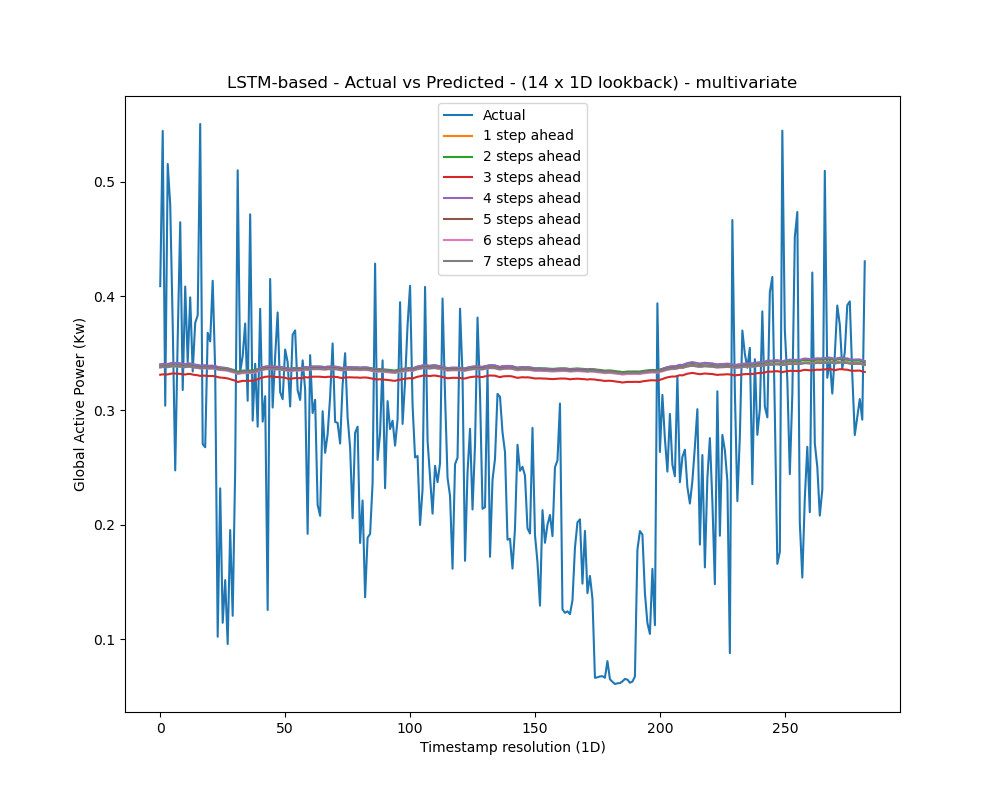 LSTM-based - Actual vs Predicted - (14 x 1D lookback) - multivariate
Actual
1 step ahead
2 steps ahead
3 steps ahead
4 steps ahead
5 steps ahead
6 steps ahead
7 steps ahead
Global Active Power (Kw)
0.5
0.4
0.3
0.2
0.1
0 50 100 150 200 250
Timestamp resolution (1D)